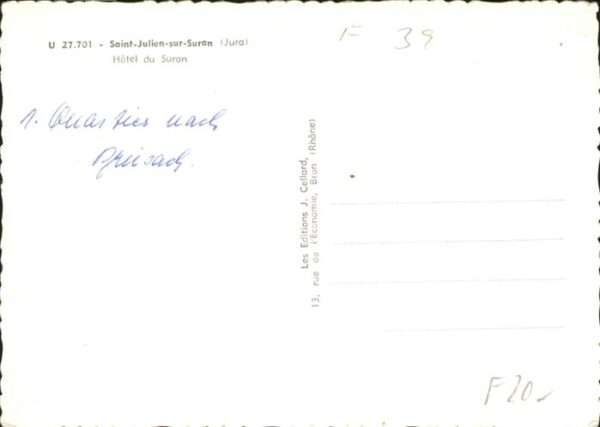 U 27.701 - Saint-Julien-sur-Suran (Jura)
Hôtel du Suran
F 39
1. Quartier nach
Breisach.
Les Editions J. Cellard,
13, rue de l'Economie, Bron (Rhône)
F20,-